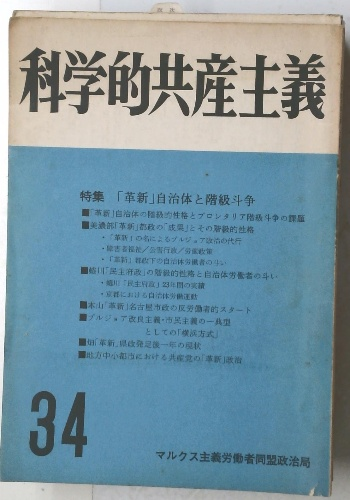 科学的共産主義
特集 「革新」自治体と階級斗争
■「革新」自治体の階級的性格とプロレタリア階級斗争の課題
■美濃部「革新」都政の「成果」とその階級的性格
・「革新」の名によるブルジョア政治の代行
・障害者福祉/公害行政/労働政策
・「革新」都政下の自治体労働者の斗い
■蜷川「民主府政」の階級的性格と自治体労働者の斗い
・蜷川「民主府政」23年間の実績
・京都における自治体労働運動
■本山「革新」名古屋市政の反労働者的スタート
■ブルジョア改良主義・市民主義の一典型
としての「横浜方式」
■畑「革新」県政発足後一年の現状
■地方中小都市における共産党の「革新」政治
34
マルクス主義労働者同盟政治局